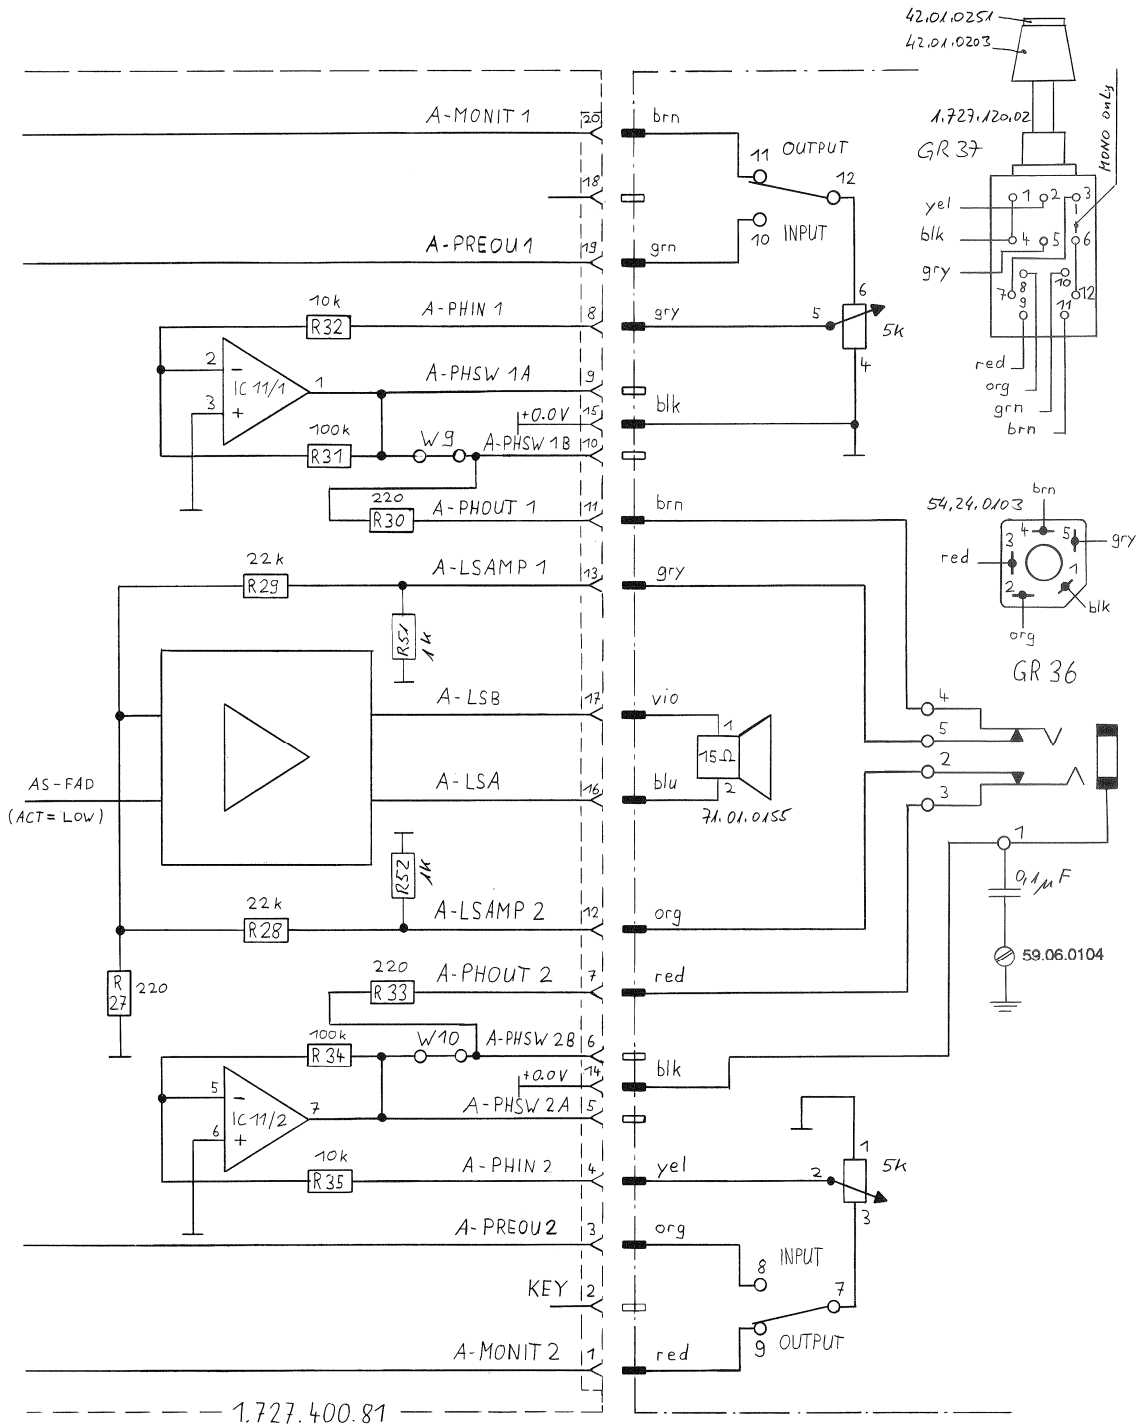 42.01.0251
42.01.0203
1.727.120.02
GR 37
MONO only
A-MONIT 1
20
brn
11
OUTPUT
12
18
10
INPUT
A-PREOU1
19
grn
yel
blk
gry
1
2
3
4
5
6
7
8
9
10
11
12
red
org
grn
brn
10k
R32
A-PHIN 1
8
gry
5
6
5k
4
2
3
-
+
IC 11/1
1
A-PHSW 1A
9
+0.0V
15
blk
100k
R31
W9
A-PHSW 1B
10
220
R30
A-PHOUT 1
11
brn
54.24.0103
brn
4
5
3
gry
red
1
2
blk
org
GR 36
22k
R29
A-LSAMP 1
13
gry
R51
1k
A-LSB
17
vio
1
15Ω
2
71.01.0155
4
5
2
3
AS-FAD
(ACT=LOW)
A-LSA
16
blu
1
0,1µF
59.06.0104
R52
1k
22k
R28
A-LSAMP 2
12
org
R
27
220
220
R33
A-PHOUT 2
7
red
100k
R34
W10
A-PHSW 2B
6
+0.0V
14
blk
5
6
-
+
IC11/2
7
A-PHSW 2A
5
10k
R35
A-PHIN 2
4
yel
2
1
5k
3
A-PREOU2
3
org
8
INPUT
KEY
2
7
9
OUTPUT
A-MONIT 2
1
red
1.727.400.81